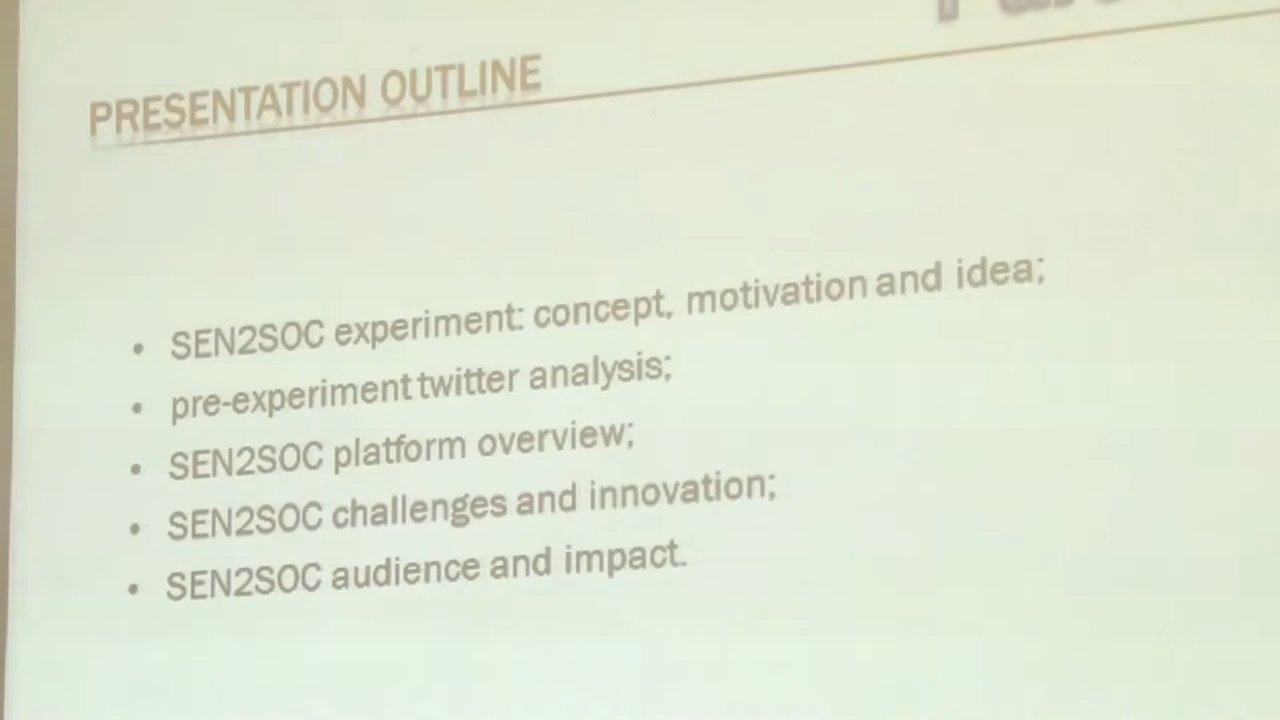 PRESENTATION OUTLINE
• SEN2SOC experiment: concept, motivation and idea;
• pre-experiment twitter analysis;
• SEN2SOC platform overview;
• SEN2SOC challenges and innovation;
• SEN2SOC audience and impact.